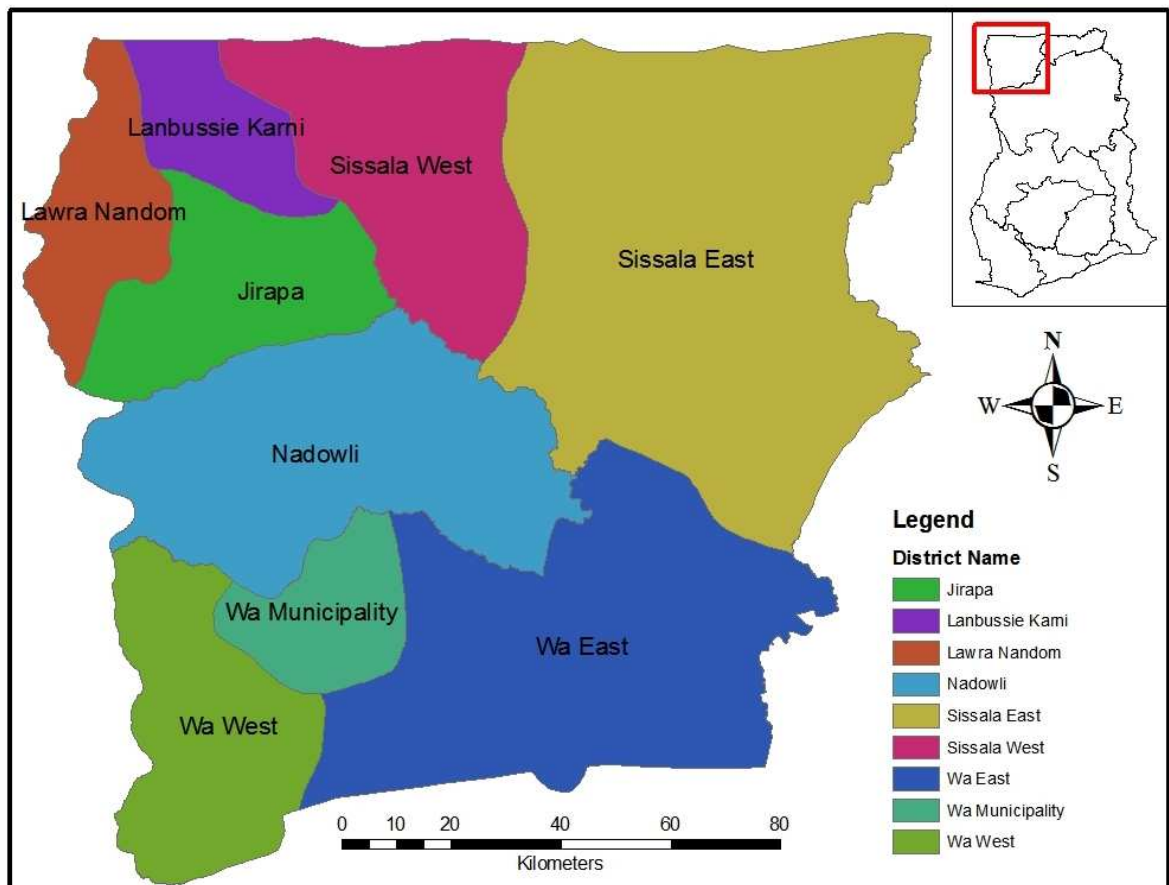 Lanbussie Karni
Sissala West
Lawra Nandom
Sissala East
Jirapa
Nadowli
Wa Municipality
Wa East
Wa West
N
W E
S
Legend
District Name
Jirapa
Lanbussie Karni
Lawra Nandom
Nadowli
Sissala East
Sissala West
Wa East
Wa Municipality
Wa West
0 10 20 40 60 80
Kilometers